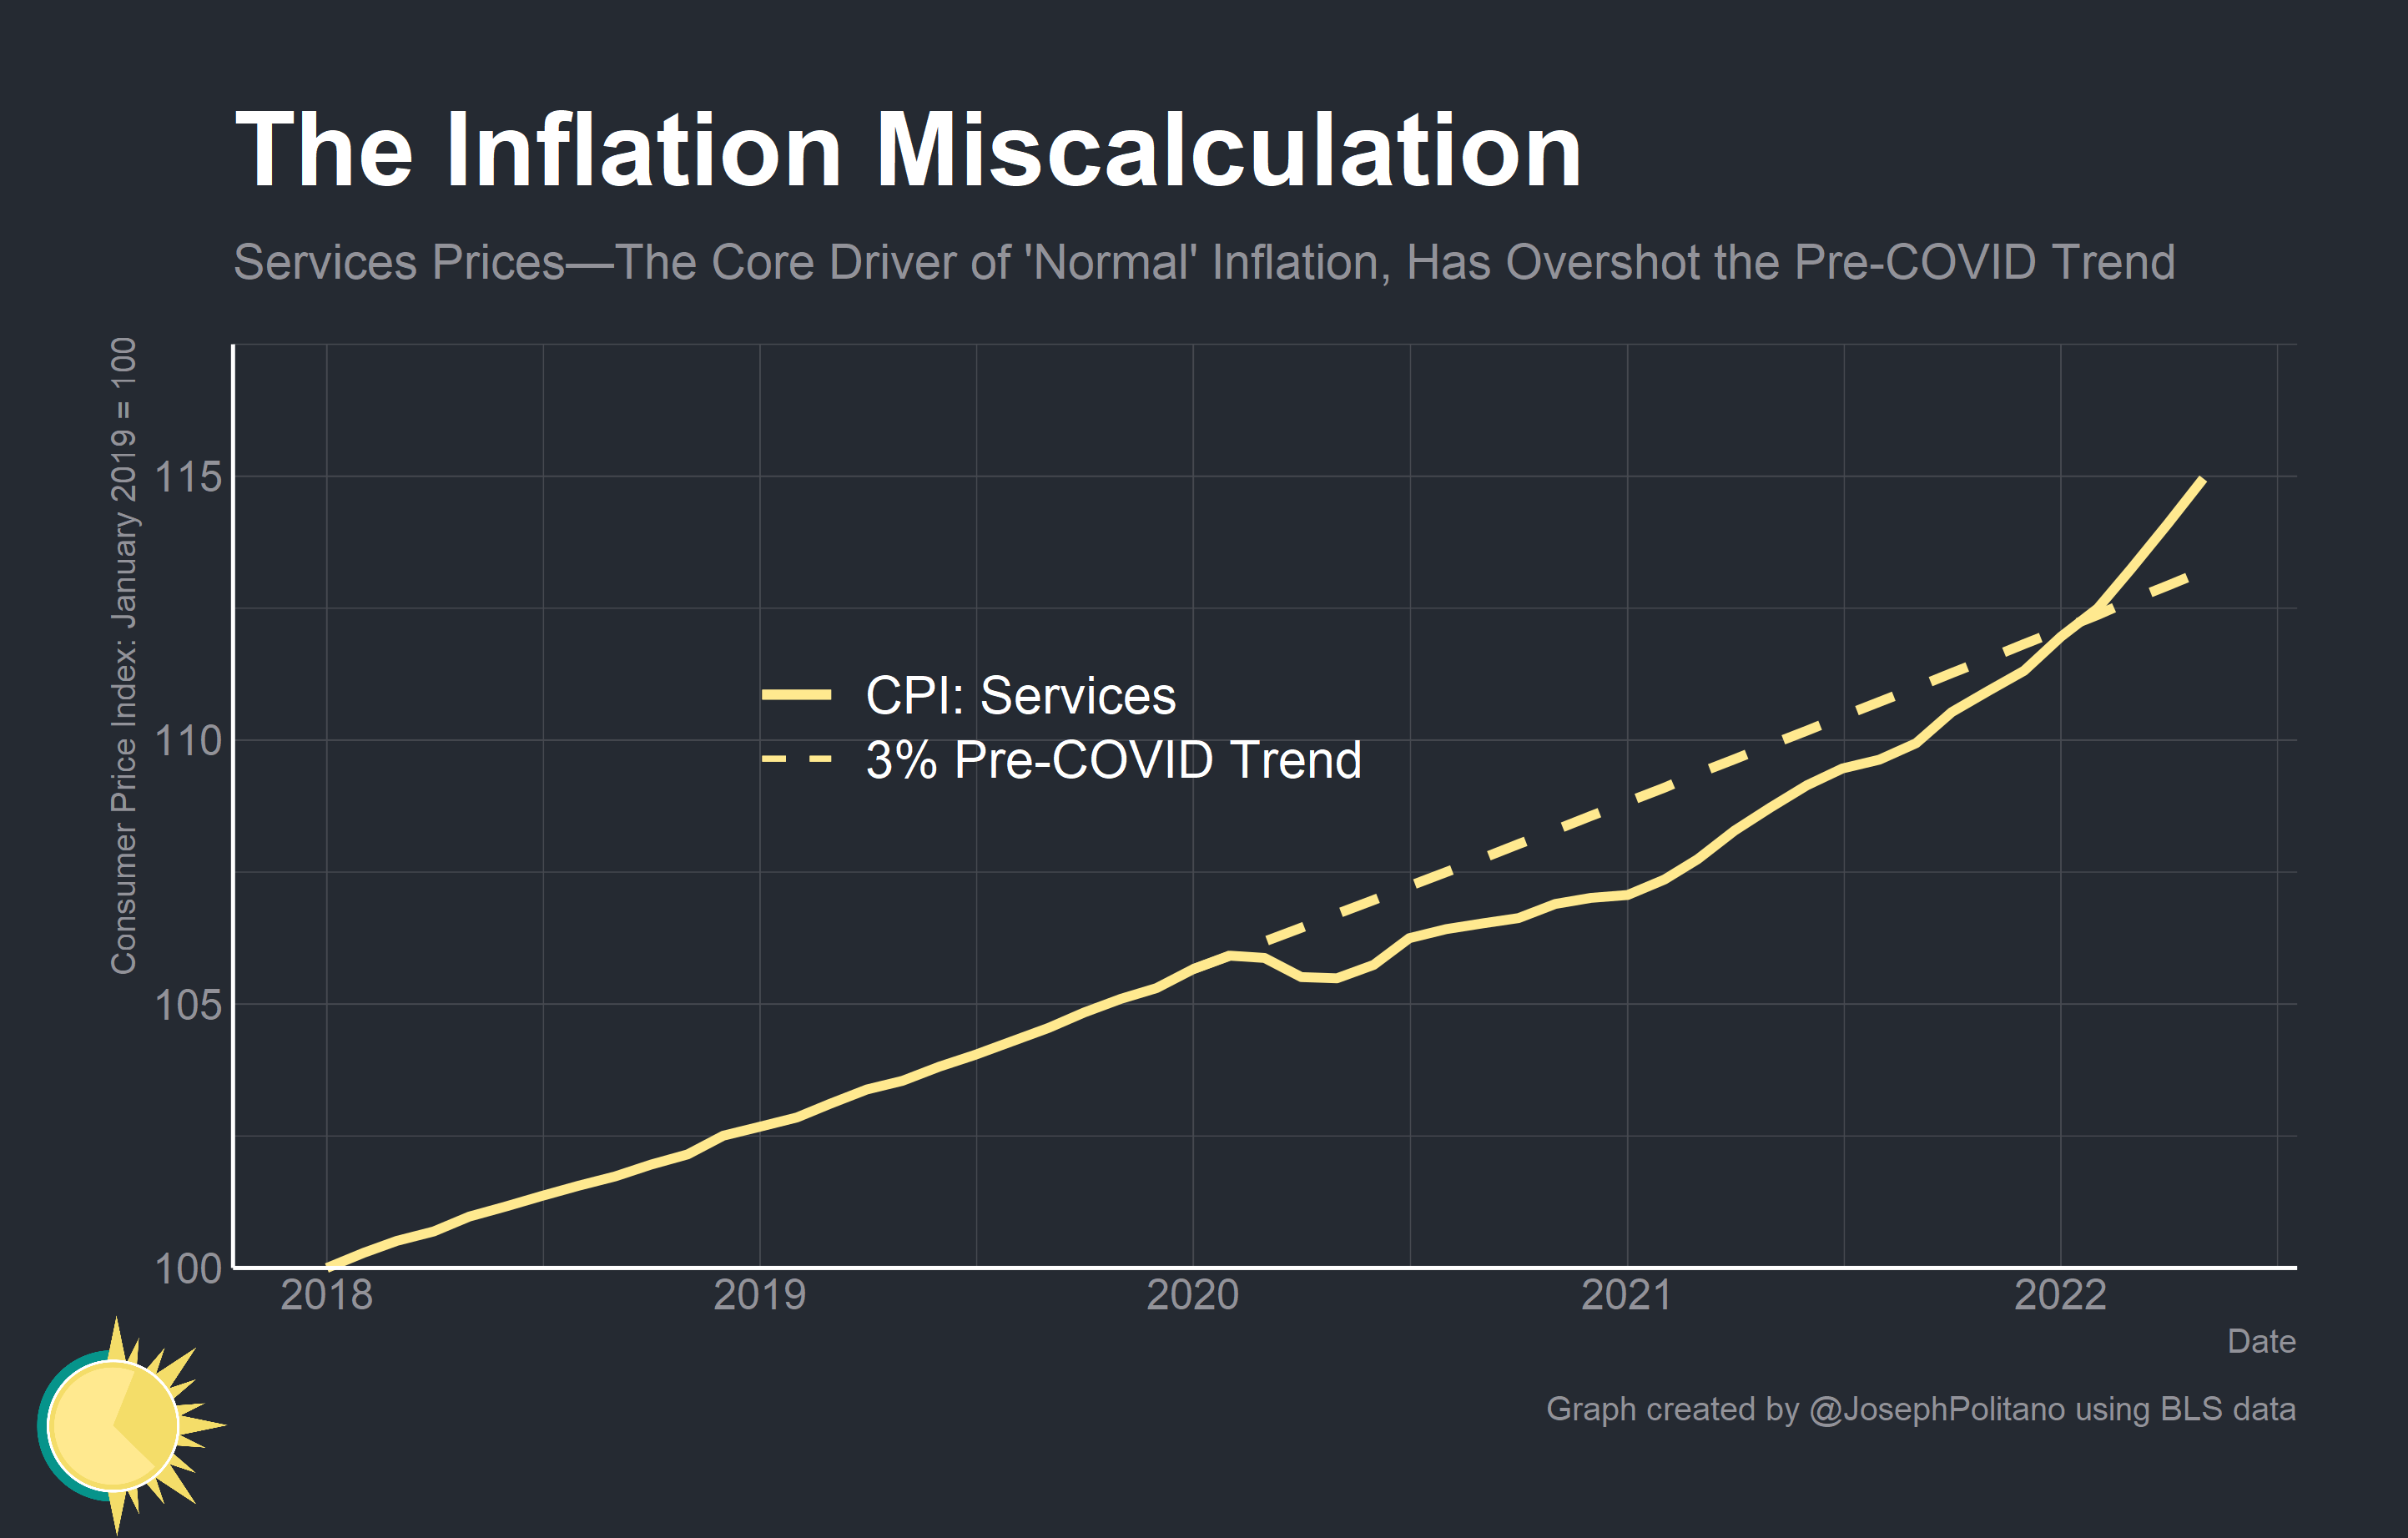 The Inflation Miscalculation
Services Prices—The Core Driver of 'Normal' Inflation, Has Overshot the Pre-COVID Trend
Consumer Price Index: January 2019 = 100
115
110
105
100
CPI: Services
3% Pre-COVID Trend
2018 2019 2020 2021 2022
Date
Graph created by @JosephPolitano using BLS data